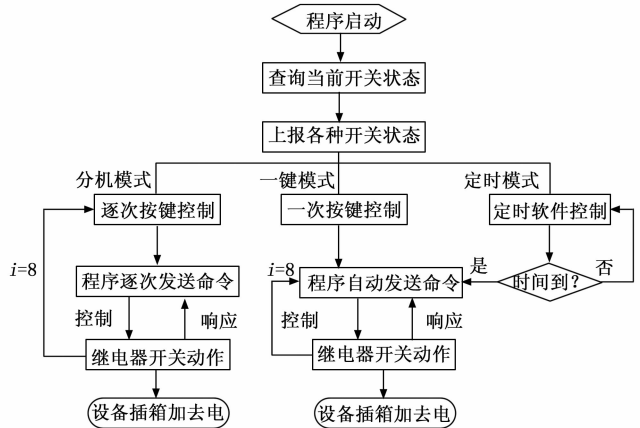 程序启动
查询当前开关状态
上报各种开关状态
分机模式
一键模式
定时模式
逐次按键控制
一次按键控制
定时软件控制
i=8
程序逐次发送命令
i=8
程序自动发送命令
是
时间到?
否
控制
响应
控制
响应
继电器开关动作
继电器开关动作
设备插箱加去电
设备插箱加去电